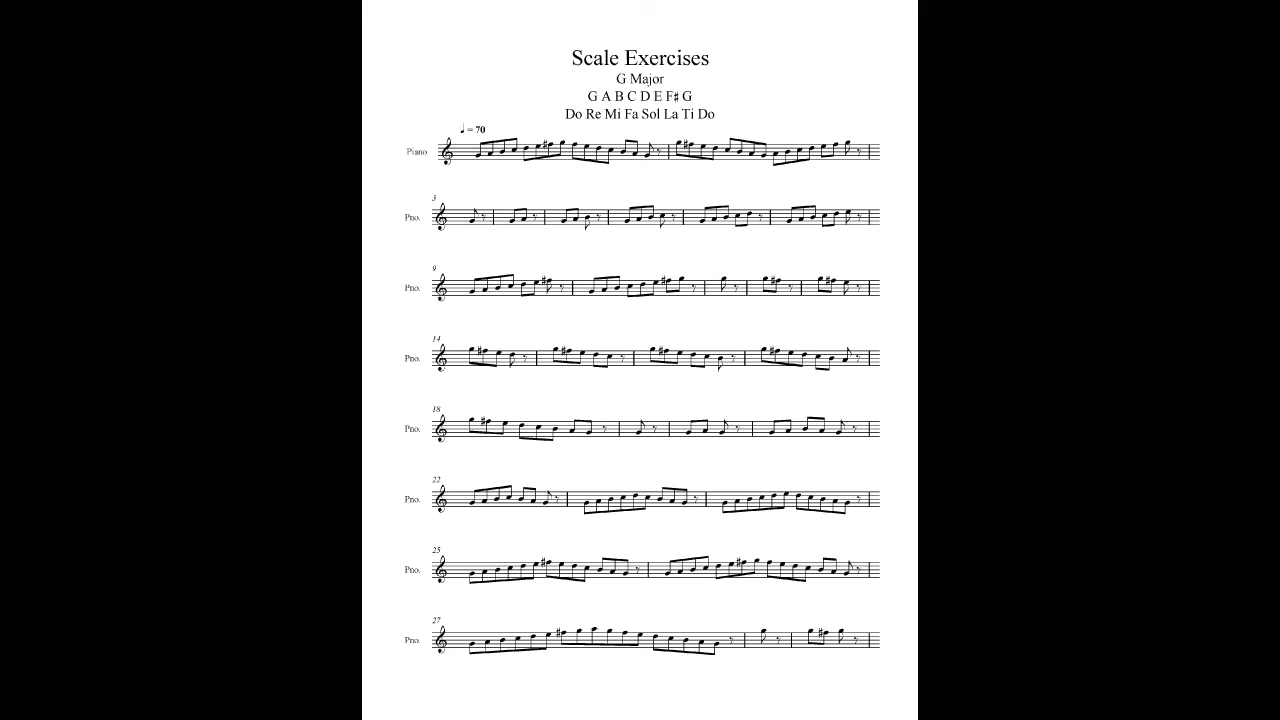 Scale Exercises
G Major
G A B C D E F♯ G
Do Re Mi Fa Sol La Ti Do
♩ = 70
Piano
3
Pno.
9
Pno.
14
Pno.
18
Pno.
22
Pno.
25
Pno.
27
Pno.